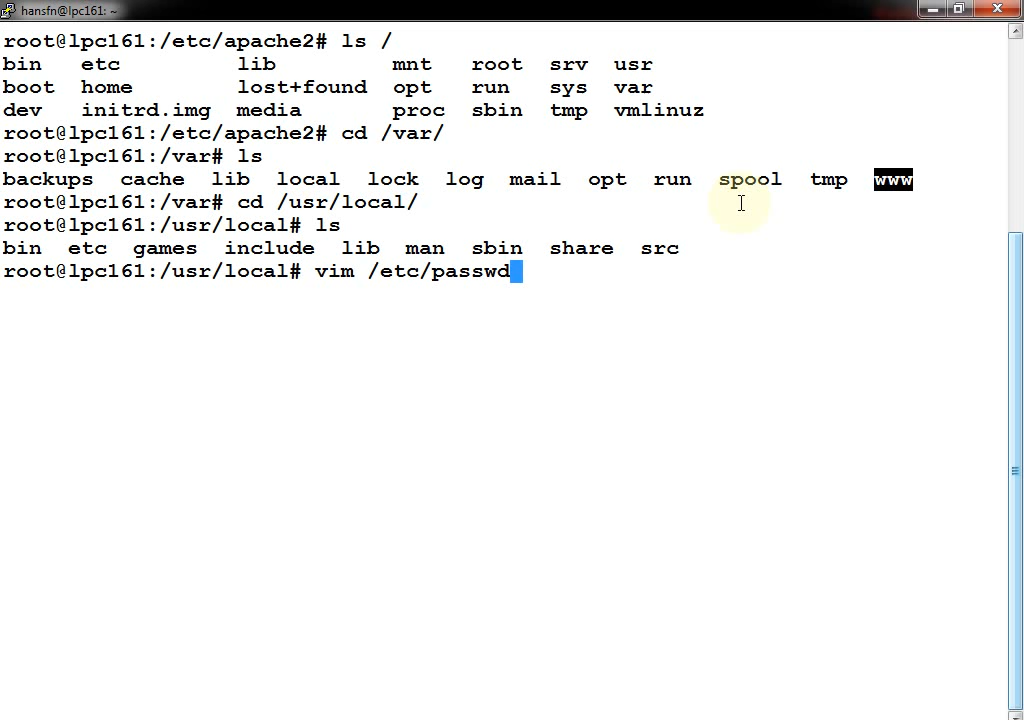 hansfn@lpc161: ~
root@lpc161:/etc/apache2# ls /
bin   etc         lib         mnt   root  srv  usr
boot  home        lost+found  opt   run   sys  var
dev   initrd.img  media       proc  sbin  tmp  vmlinuz
root@lpc161:/etc/apache2# cd /var/
root@lpc161:/var# ls
backups  cache  lib  local  lock  log  mail  opt  run  spool  tmp  www
root@lpc161:/var# cd /usr/local/
root@lpc161:/usr/local# ls
bin  etc  games  include  lib  man  sbin  share  src
root@lpc161:/usr/local# vim /etc/passwd